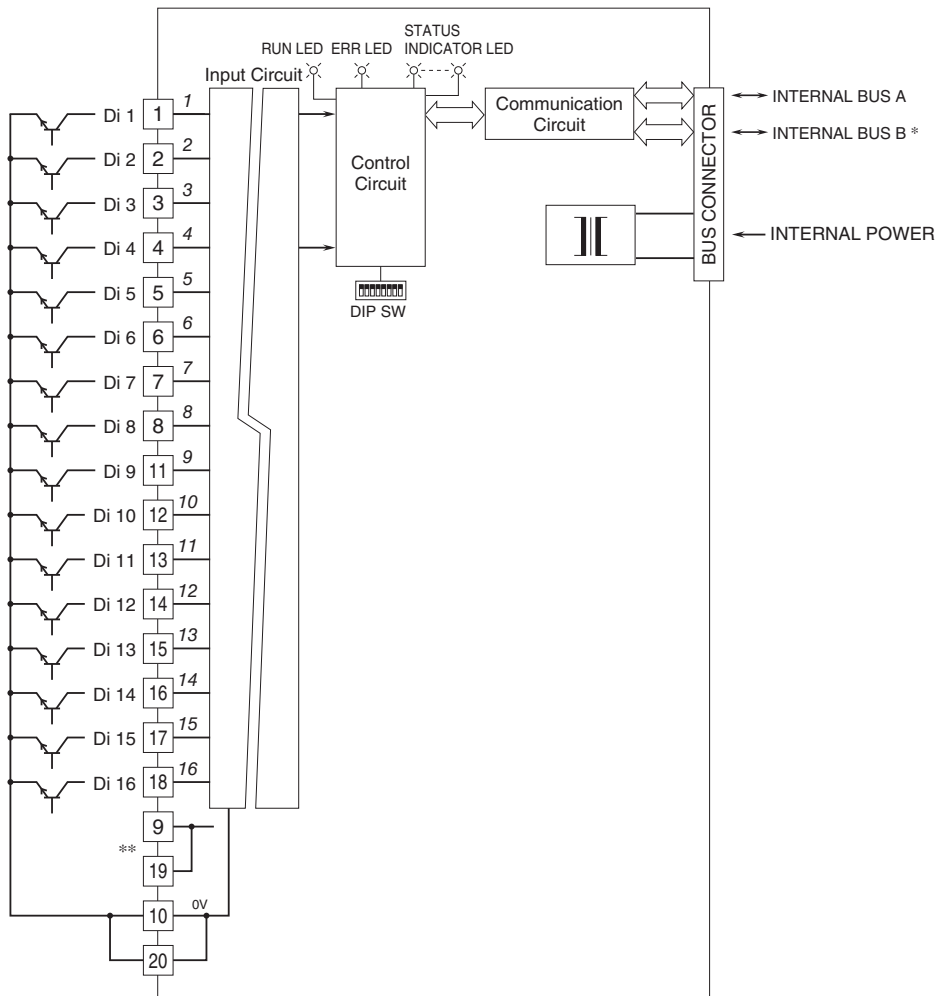 STATUS
RUN LED ERR LED INDICATOR LED
Input Circuit
Communication
Circuit
Control
Circuit
DIP SW
BUS CONNECTOR
INTERNAL BUS A
INTERNAL BUS B *
INTERNAL POWER
Di 1 1 1
Di 2 2 2
Di 3 3 3
Di 4 4 4
Di 5 5 5
Di 6 6 6
Di 7 7 7
Di 8 8 8
Di 9 11 9
Di 10 12 10
Di 11 13 11
Di 12 14 12
Di 13 15 13
Di 14 16 14
Di 15 17 15
Di 16 18 16
9
**
19
10 0V
20